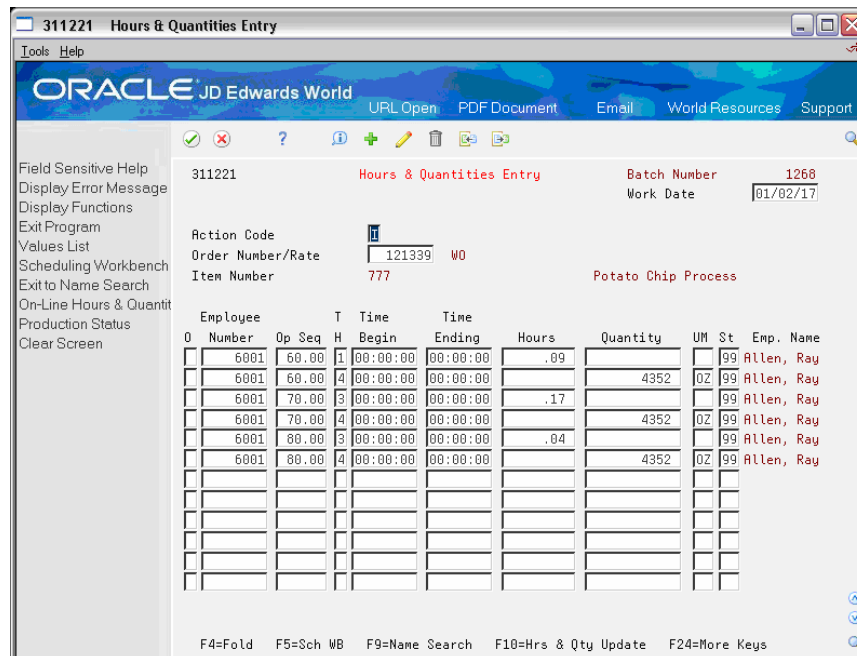 311221 Hours & Quantities Entry
Tools Help
ORACLE JD Edwards World
URL Open PDF Document Email World Resources Support
Field Sensitive Help
Display Error Message
Display Functions
Exit Program
Values List
Scheduling Workbench
Exit to Name Search
On-Line Hours & Quantit
Production Status
Clear Screen
311221 Hours & Quantities Entry Batch Number 1268
Work Date 01/02/17
Action Code I
Order Number/Rate 121339 WO
Item Number 777 Potato Chip Process
Employee T Time Time
O Number Op Seq H Begin Ending Hours Quantity UM St Emp. Name
6001 60.00 1 00:00:00 00:00:00 .09 99 Allen, Ray
6001 60.00 4 00:00:00 00:00:00 4352 OZ 99 Allen, Ray
6001 70.00 3 00:00:00 00:00:00 .17 99 Allen, Ray
6001 70.00 4 00:00:00 00:00:00 4352 OZ 99 Allen, Ray
6001 80.00 3 00:00:00 00:00:00 .04 99 Allen, Ray
6001 80.00 4 00:00:00 00:00:00 4352 OZ 99 Allen, Ray
F4=Fold F5=Sch WB F9=Name Search F10=Hrs & Qty Update F24=More Keys